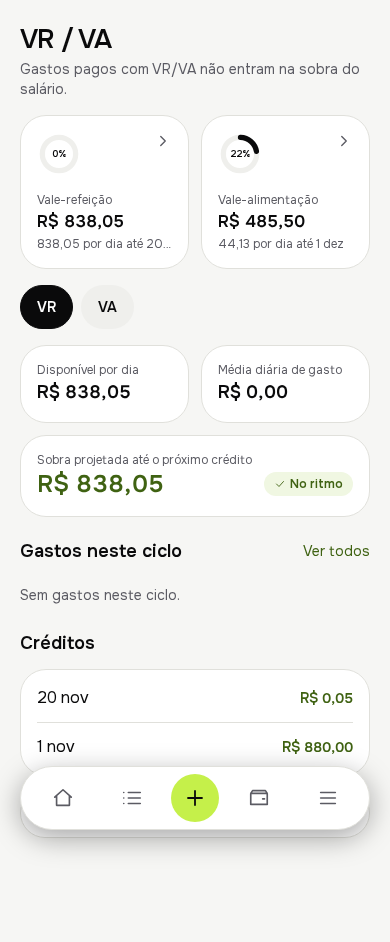 VR / VA
Gastos pagos com VR/VA não entram na sobra do
salário.
0%
22%
Vale-refeição
R$ 838,05
838,05 por dia até 20...
Vale-alimentação
R$ 485,50
44,13 por dia até 1 dez
VR
VA
Disponível por dia
R$ 838,05
Média diária de gasto
R$ 0,00
Sobra projetada até o próximo crédito
R$ 838,05
No ritmo
Gastos neste ciclo
Ver todos
Sem gastos neste ciclo.
Créditos
20 nov
R$ 0,05
1 nov
R$ 880,00